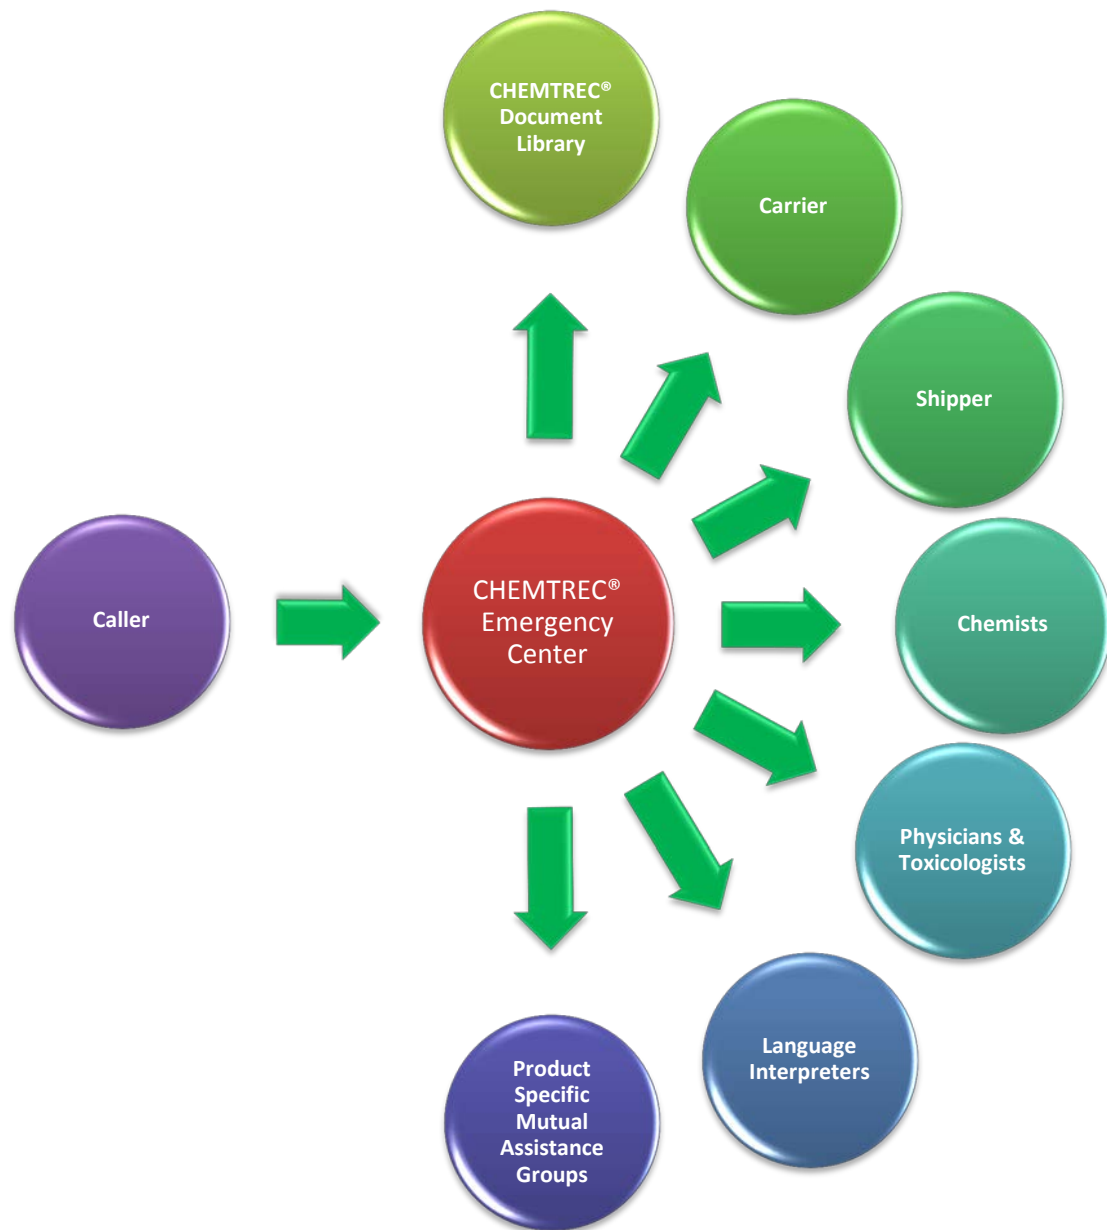 CHEMTREC®
Document
Library
Carrier
Shipper
Caller
CHEMTREC®
Emergency
Center
Chemists
Physicians &
Toxicologists
Language
Interpreters
Product
Specific
Mutual
Assistance
Groups